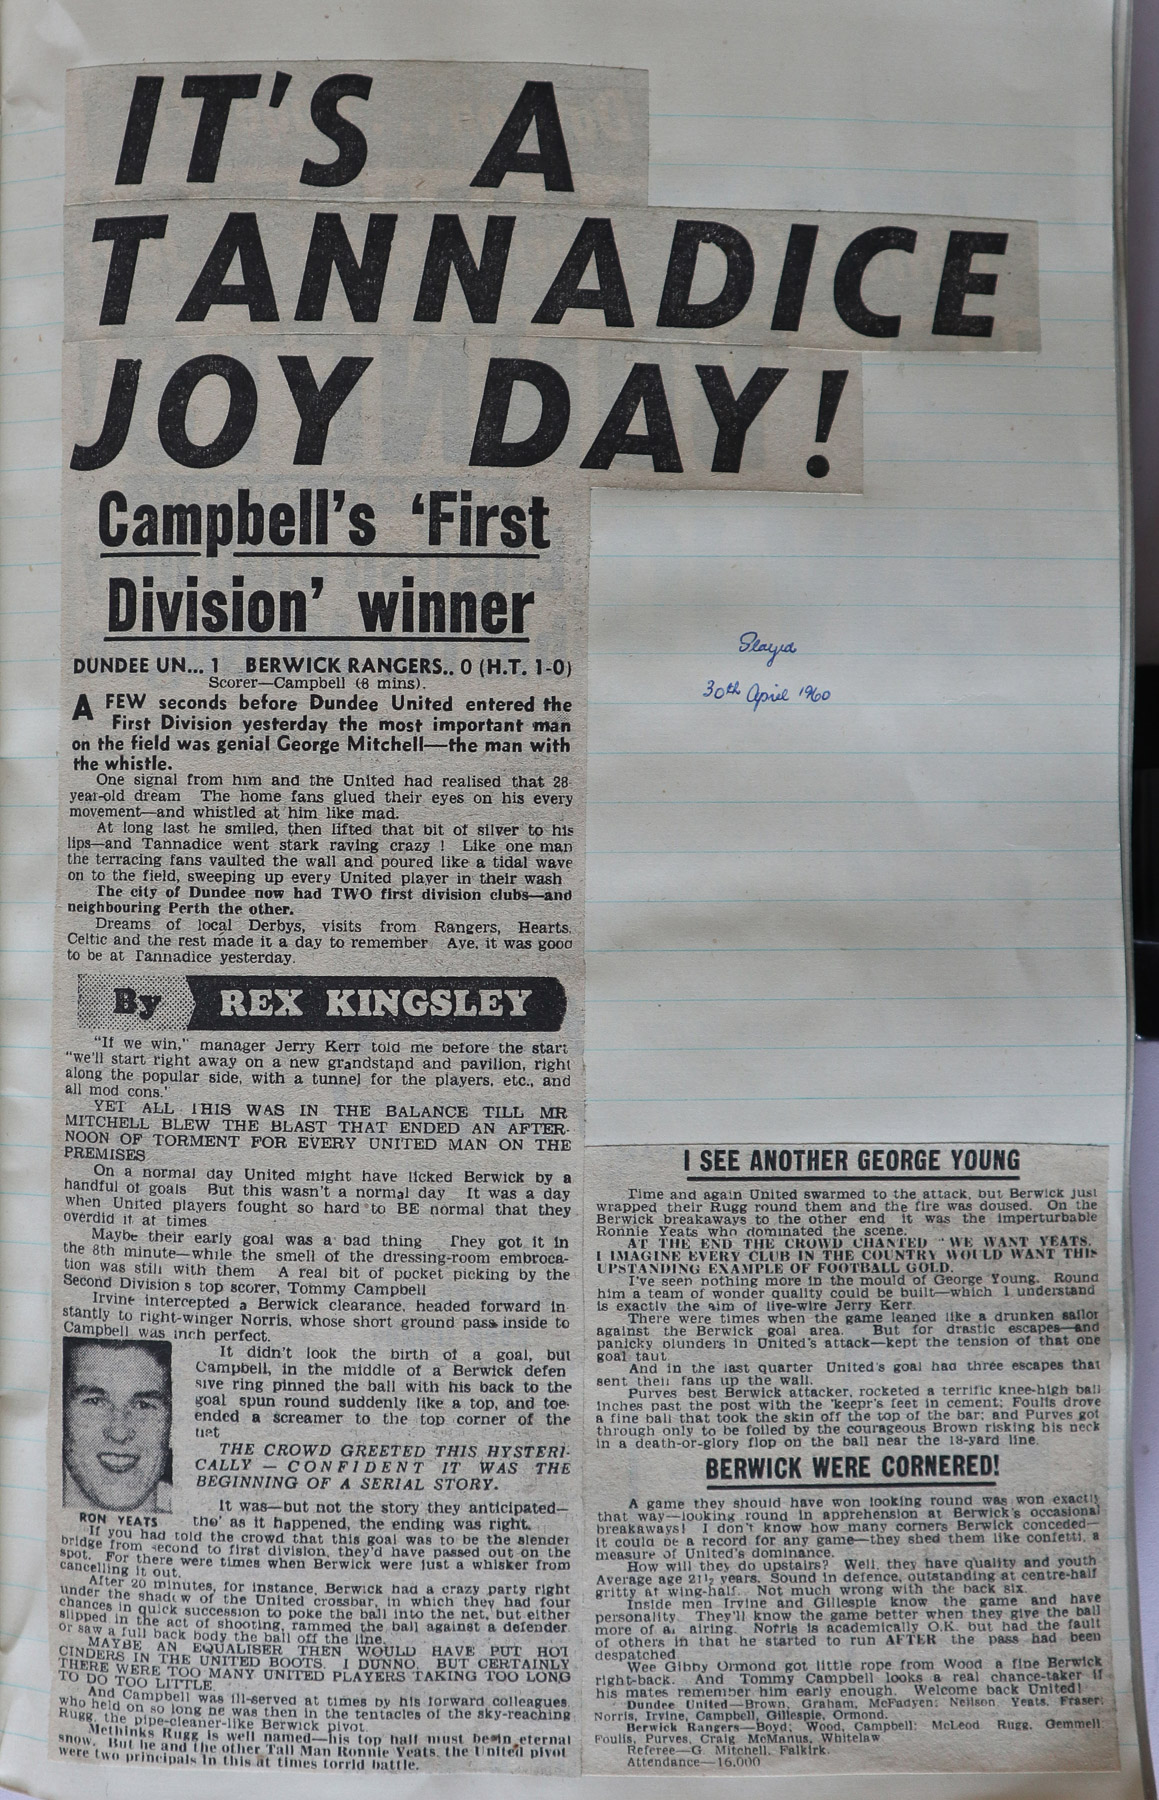 IT'S A
TANNADICE
JOY DAY!
Campbell's 'First
Division' winner
DUNDEE UN... 1 BERWICK RANGERS.. 0 (H.T. 1-0)
Scorer—Campbell (8 mins).
A FEW seconds before Dundee United entered the
First Division yesterday the most important man
on the field was genial George Mitchell—the man with
the whistle.
One signal from him and the United had realised that 28-
year-old dream The home fans glued their eyes on his every
movement—and whistled at him like mad.
At long last he smiled, then lifted that bit of silver to his
lips—and Tannadice went stark raving crazy ! Like one man
the terracing fans vaulted the wall and poured like a tidal wave
on to the field, sweeping up every United player in their wash
The city of Dundee now had TWO first division clubs—and
neighbouring Perth the other.
Dreams of local Derbys, visits from Rangers, Hearts,
Celtic and the rest made it a day to remember Aye, it was good
to be at Tannadice yesterday.
By REX KINGSLEY
"If we win," manager Jerry Kerr told me before the start
"we'll start right away on a new grandstand and pavilion, right
along the popular side, with a tunnel for the players, etc., and
all mod cons."
YET ALL THIS WAS IN THE BALANCE TILL MR
MITCHELL BLEW THE BLAST THAT ENDED AN AFTER-
NOON OF TORMENT FOR EVERY UNITED MAN ON THE
PREMISES
On a normal day United might have licked Berwick by a
handful of goals But this wasn't a normal day It was a day
when United players fought so hard to BE normal that they
overdid it at times
Maybe their early goal was a bad thing They got it in
the 8th minute—while the smell of the dressing-room embroca-
tion was still with them A real bit of pocket picking by the
Second Division s top scorer, Tommy Campbell
Irvine intercepted a Berwick clearance, headed forward in
stantly to right-winger Norris, whose short ground pass inside to
Campbell was inch perfect.
It didn't look the birth of a goal, but
Campbell, in the middle of a Berwick defen
sive ring pinned the ball with his back to the
goal spun round suddenly like a top, and toe-
ended a screamer to the top corner of the
net
THE CROWD GREETED THIS HYSTERI-
CALLY — CONFIDENT IT WAS THE
BEGINNING OF A SERIAL STORY.
It was—but not the story they anticipated—
tho' as it happened, the ending was right.
RON YEATS
If you had told the crowd that this goal was to be the slender
bridge from second to first division, they'd have passed out on the
spot. For there were times when Berwick were just a whisker from
cancelling it out.
After 20 minutes, for instance, Berwick had a crazy party right
under the shadow of the United crossbar, in which they had four
chances in quick succession to poke the ball into the net, but either
slipped in the act of shooting, rammed the ball against a defender
or saw a full back body the ball off the line.
MAYBE AN EQUALISER THEN WOULD HAVE PUT HOT
CINDERS IN THE UNITED BOOTS. I DUNNO. BUT CERTAINLY
THERE WERE TOO MANY UNITED PLAYERS TAKING TOO LONG
TO DO TOO LITTLE.
And Campbell was ill-served at times by his forward colleagues
who held on so long he was then in the tentacles of the sky-reaching
Rugg, the pipe-cleaner-like Berwick pivot.
Methinks Rugg is well named—his top half must be in eternal
snow. But he and the other Tall Man Ronnie Yeats, the United pivot
were two principals in this at times torrid battle.
Played
30th April 1960
I SEE ANOTHER GEORGE YOUNG
Time and again United swarmed to the attack, but Berwick just
wrapped their Rugg round them and the fire was doused. On the
Berwick breakaways to the other end it was the imperturbable
Ronnie Yeats who dominated the scene.
AT THE END THE CROWD CHANTED "WE WANT YEATS.
I IMAGINE EVERY CLUB IN THE COUNTRY WOULD WANT THIS
UPSTANDING EXAMPLE OF FOOTBALL GOLD.
I've seen nothing more in the mould of George Young. Round
him a team of wonder quality could be built—which I understand
is exactly the aim of live-wire Jerry Kerr.
There were times when the game leaned like a drunken sailor
against the Berwick goal area. But for drastic escapes—and
panicky blunders in United's attack—kept the tension of that one
goal taut.
And in the last quarter United's goal had three escapes that
sent their fans up the wall.
Purves best Berwick attacker, rocketed a terrific knee-high ball
inches past the post with the 'keepr's feet in cement; Foulis drove
a fine ball that took the skin off the top of the bar; and Purves got
through only to be foiled by the courageous Brown risking his neck
in a death-or-glory flop on the ball near the 18-yard line.
BERWICK WERE CORNERED!
A game they should have won looking round was won exactly
that way—looking round in apprehension at Berwick's occasional
breakaways! I don't know how many corners Berwick conceded—
it could be a record for any game—they shed them like confetti, a
measure of United's dominance.
How will they do upstairs? Well, they have quality and youth
Average age 21½ years. Sound in defence, outstanding at centre-half
gritty at wing-half. Not much wrong with the back six.
Inside men Irvine and Gillespie know the game and have
personality They'll know the game better when they give the ball
more of an airing. Norris is academically O.K. but had the fault
of others in that he started to run AFTER the pass had been
despatched
Wee Gibby Ormond got little rope from Wood a fine Berwick
right-back. And Tommy Campbell looks a real chance-taker if
his mates remember him early enough. Welcome back United!
Dundee United—Brown, Graham, McFadyen; Neilson, Yeats, Fraser;
Norris, Irvine, Campbell, Gillespie, Ormond.
Berwick Rangers—Boyd; Wood, Campbell; McLeod Rugg, Gemmell
Foulis, Purves, Craig, McManus, Whitelaw
Referee—G. Mitchell, Falkirk.
Attendance—16,000